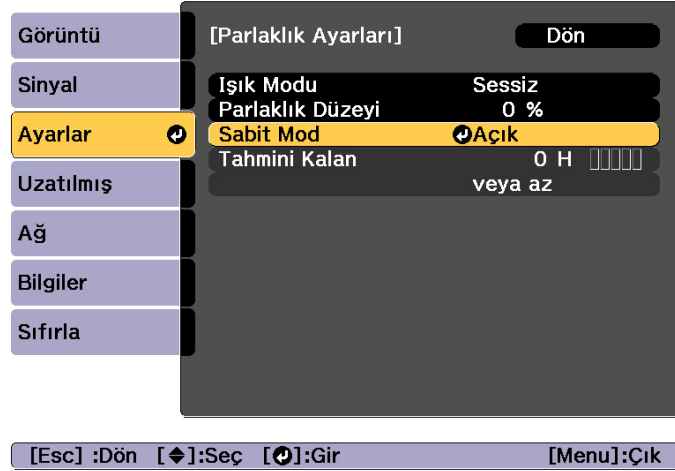 Görüntü
Sinyal
Ayarlar
Uzatılmış
Ağ
Bilgiler
Sıfırla
[Parlaklık Ayarları] Dön
Işık Modu Sessiz
Parlaklık Düzeyi 0 %
Sabit Mod Açık
Tahmini Kalan 0 H
veya az
[Esc] :Dön [◆]:Seç [↵]:Gir [Menu]:Çık